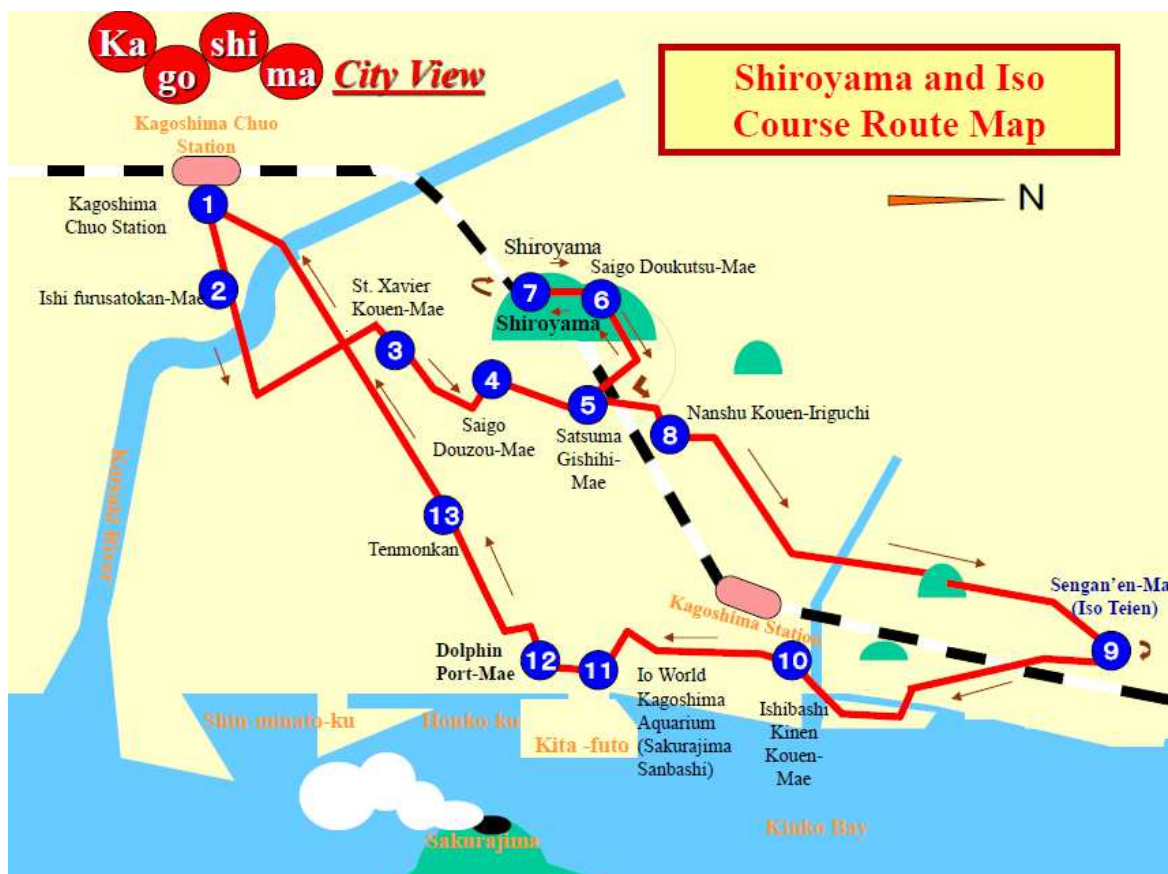 Ka go shi ma City View
Shiroyama and Iso
Course Route Map
N
Kagoshima Chuo
Station
1
Kagoshima
Chuo Station
2
Ishi furusatokan-Mae
St. Xavier
Kouen-Mae
3
4
Saigo
Douzou-Mae
Shiroyama
7
Saigo Doukutsu-Mae
6
Shiroyama
5
Satsuma
Gishihi-
Mae
8
Nanshu Kouen-Iriguchi
13
Tenmonkan
Kagoshima Station
Sengan'en-Ma
(Iso Teien)
9
Dolphin
Port-Mae
12
11
Io World
Kagoshima
Aquarium
(Sakurajima
Sanbashi)
10
Ishibashi
Kinen
Kouen-
Mae
River
Shin-minato-ku
Honko-ku
Kita -futo
Sakurajima
Kinko Bay